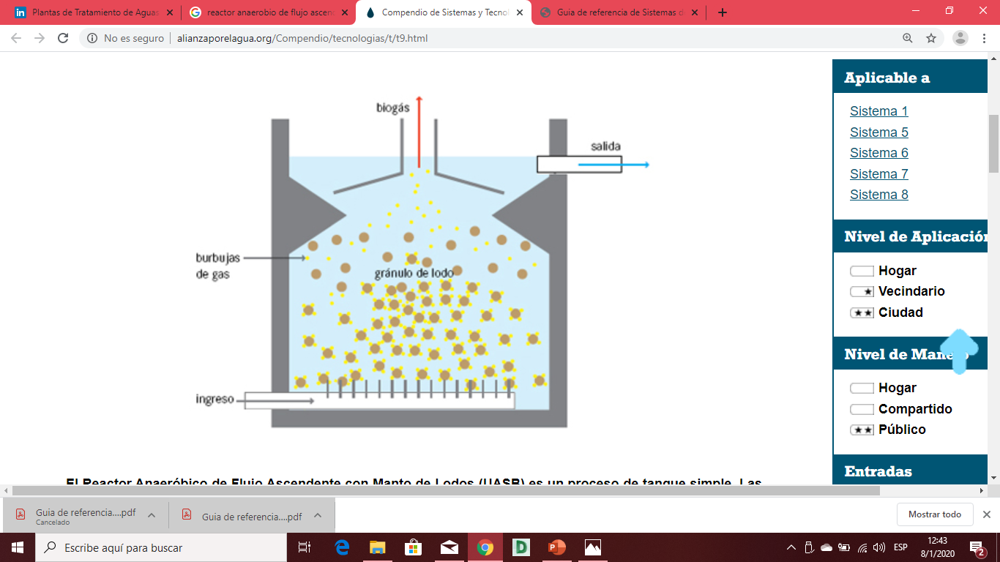 Plantas de Tratamiento de Aguas
reactor anaerobio de flujo ascend
Compendio de Sistemas y Tecnol
Guia de referencia de Sistemas d
No es seguro
alianzaporelagua.org/Compendio/tecnologias/t/t9.html
biogás
salida
burbujas
de gas
gránulo de lodo
ingreso
El Reactor Anaeróbico de Flujo Ascendente con Manto de Lodos (UASB) es un proceso de tanque simple. Las
Aplicable a
Sistema 1
Sistema 5
Sistema 6
Sistema 7
Sistema 8
Nivel de Aplicación
Hogar
Vecindario
Ciudad
Nivel de Manejo
Hogar
Compartido
Público
Entradas
Guia de referencia....pdf
Cancelado
Guia de referencia....pdf
Mostrar todo
Escribe aquí para buscar
ESP
12:43
8/1/2020
2